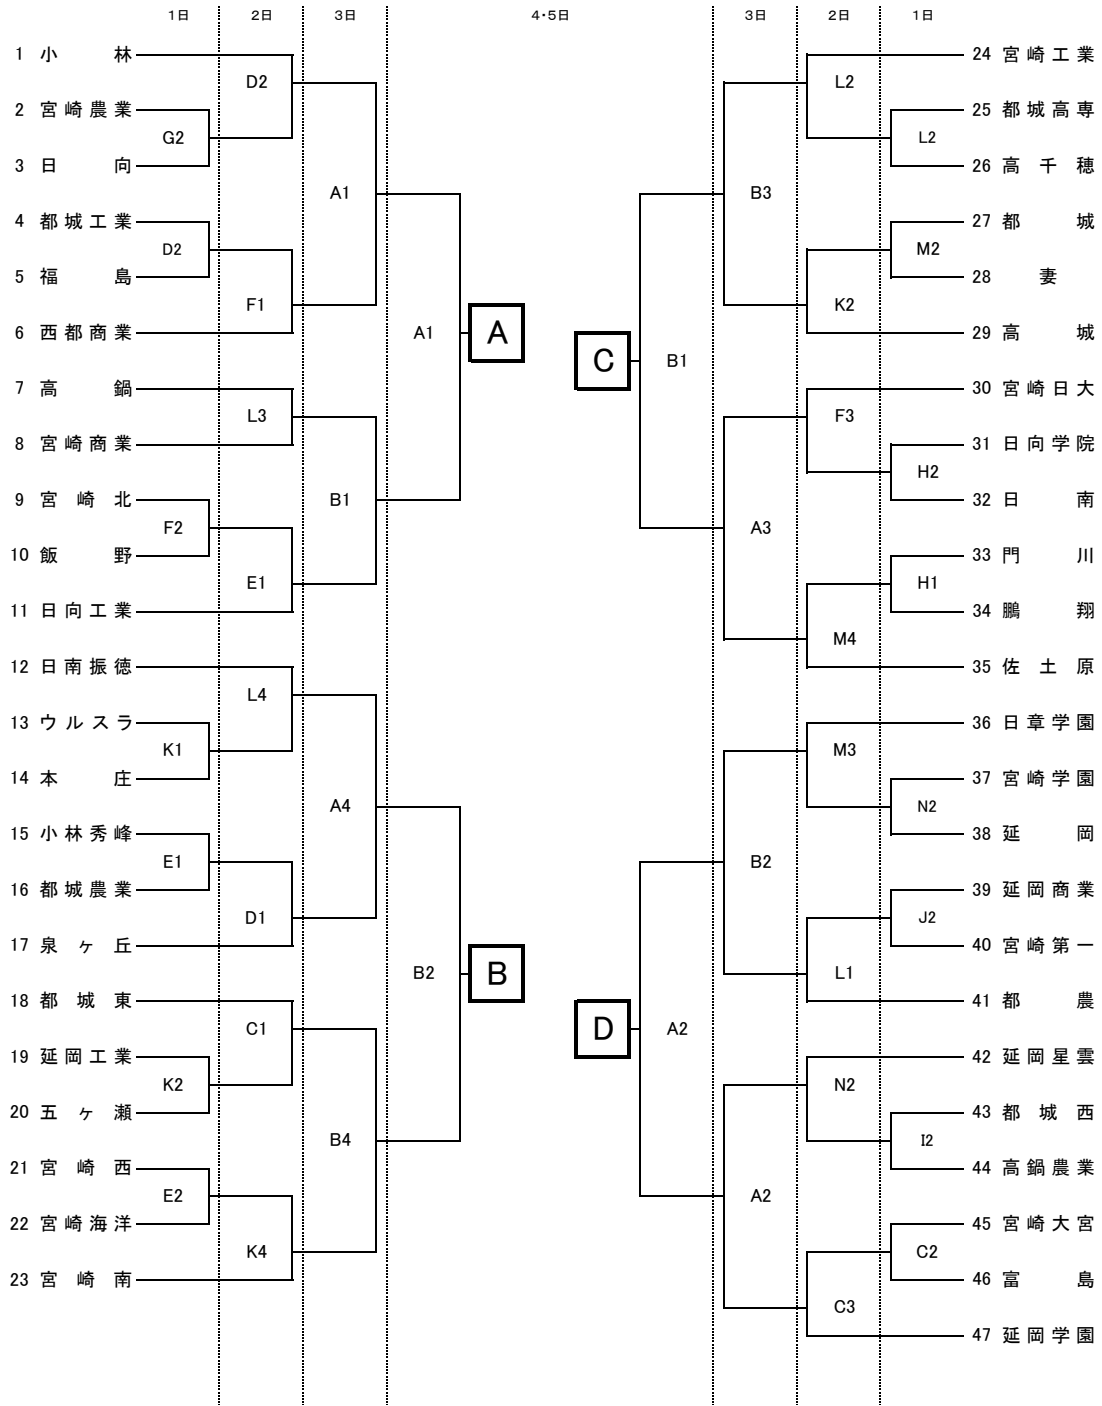 1日 2日 3日 4・5日 3日 2日 1日
1 小林 24 宮崎工業
D2 L2
2 宮崎農業 25 都城高専
G2 L2
3 日向 26 高千穂
A1 B3
4 都城工業 27 都城
D2 M2
5 福島 28 妻
F1 K2
6 西都商業 A1 A 29 高城
C B1
7 高鍋 30 宮崎日大
L3 F3
8 宮崎商業 31 日向学院
H2
9 宮崎北 B1 32 日南
F2 A3
10 飯野 33 門川
E1 H1
11 日向工業 34 鵬翔
M4
12 日南振徳 35 佐土原
L4
13 ウルスラ 36 日章学園
K1 M3
14 本庄 37 宮崎学園
A4 N2
15 小林秀峰 38 延岡
E1 B2
16 都城農業 39 延岡商業
D1 J2
17 泉ヶ丘 40 宮崎第一
B2 B L1
18 都城東 41 都農
C1 D A2
19 延岡工業 42 延岡星雲
K2 N2
20 五ヶ瀬 43 都城西
B4 I2
21 宮崎西 44 高鍋農業
E2 A2
22 宮崎海洋 45 宮崎大宮
K4 C2
23 宮崎南 46 富島
C3
47 延岡学園